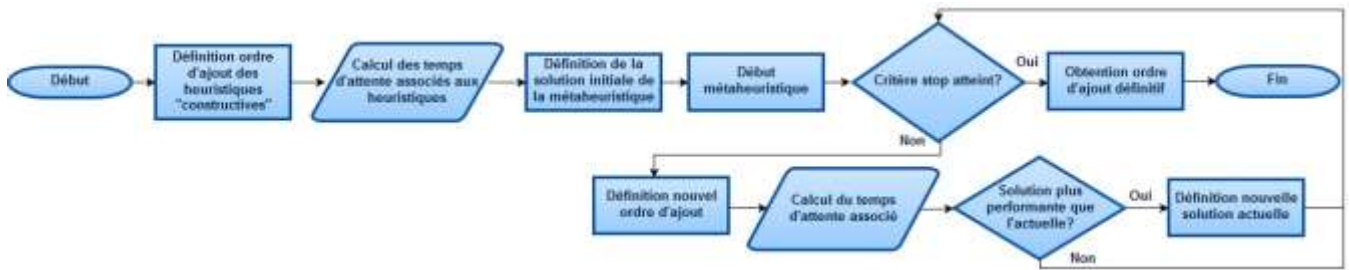 Début
Définition ordre
d'ajout des
heuristiques
"constructives"
Calcul des temps
d'attente associés aux
heuristiques
Définition de la
solution initiale de
la métaheuristique
Début
métaheuristique
Critère stop atteint?
Oui
Obtention ordre
d'ajout définitif
Fin
Non
Définition nouvel
ordre d'ajout
Calcul du temps
d'attente associé
Solution plus
performante que
l'actuelle?
Oui
Définition nouvelle
solution actuelle
Non